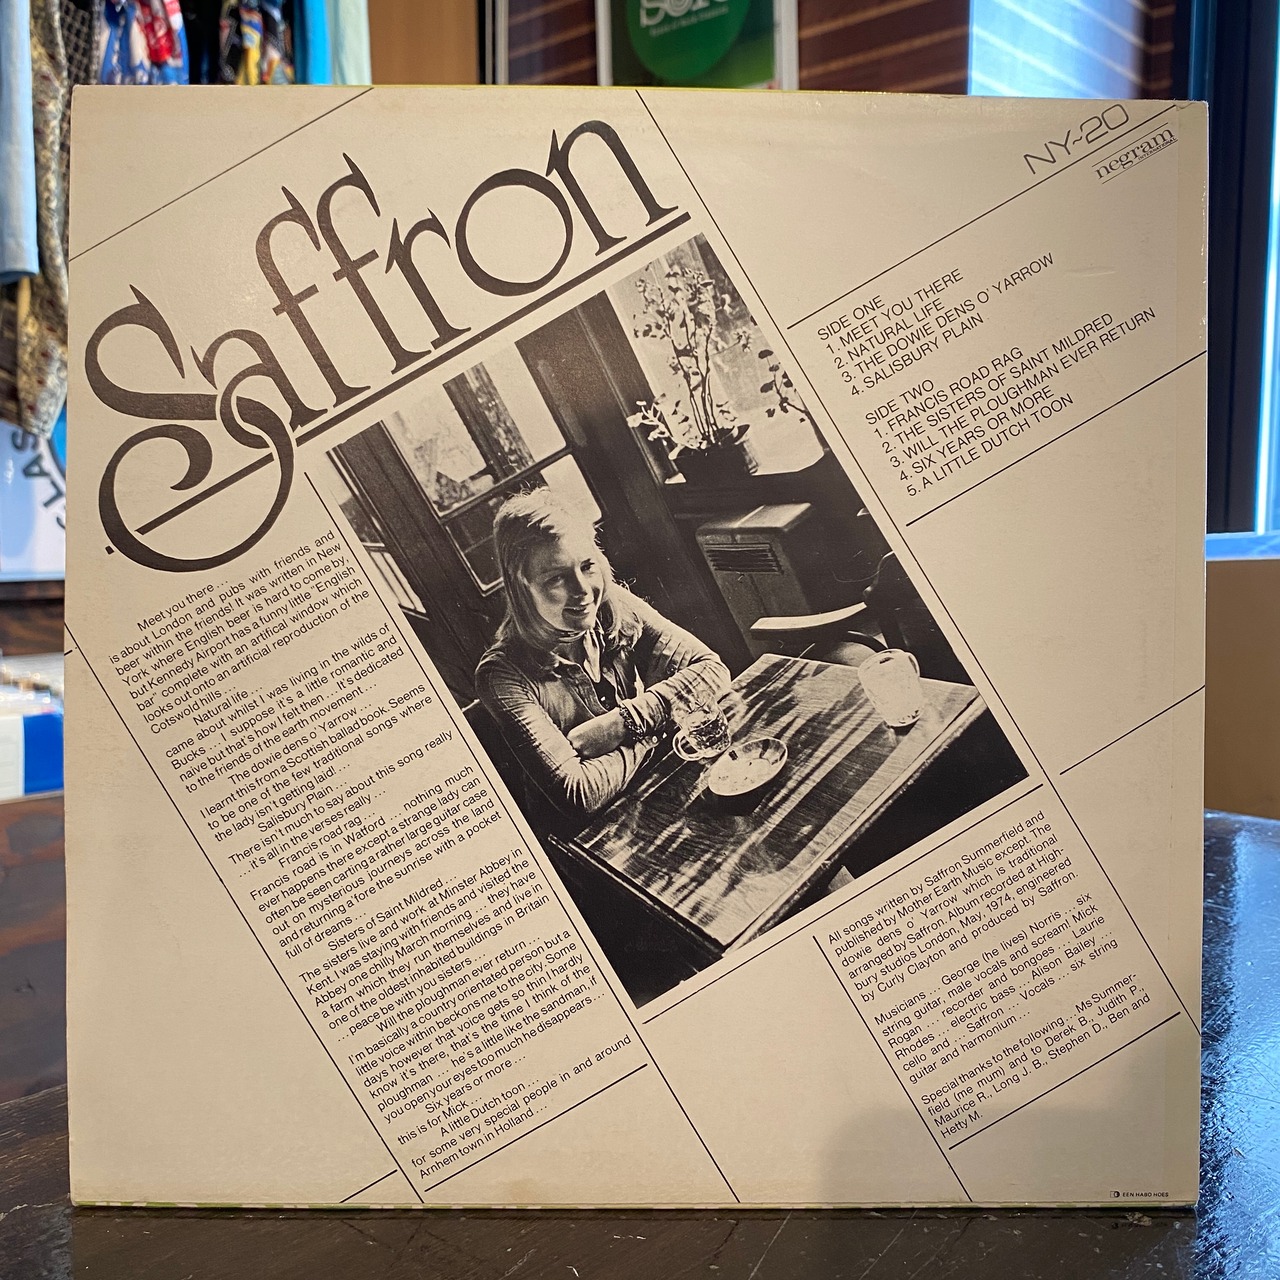 Saffron
NY-20
negram
INTERNATIONAL
SIDE ONE
1. MEET YOU THERE
2. NATURAL LIFE
3. THE DOWIE DENS O' YARROW
4. SALISBURY PLAIN
SIDE TWO
1. FRANCIS ROAD RAG
2. THE SISTERS OF SAINT MILDRED
3. WILL THE PLOUGHMAN EVER RETURN
4. SIX YEARS OR MORE
5. A LITTLE DUTCH TOON
Meet you there ...
is about London and pubs with friends and
beer within the friends! It was written in New
York where English beer is hard to come by,
but Kennedy Airport has a funny little "English
bar" complete with an artifical window which
looks out onto an artificial reproduction of the
Cotswold hills ...
Natural life ...
came about whilst I was living in the wilds of
Bucks ... I suppose it's a little romantic and
naive but that's how I felt then ... it's dedicated
to the friends of the earth movement ...
The dowie dens o' Yarrow ...
I learnt this from a Scottish ballad book. Seems
to be one of the few traditional songs where
the lady isn't getting laid! ...
Salisbury Plain ...
There isn't much to say about this song really
... it's all in the verses really ...
Francis road rag ...
Francis road is in Watford ... nothing much
ever happens there except a strange lady can
often be seen carting a rather large guitar case
out on mysterious journeys across the land
and returning afore the sunrise with a pocket
full of dreams ...
Sisters of Saint Mildred ...
The sisters live and work at Minster Abbey in
Kent. I was staying with friends and visited the
Abbey one chilly March morning ... they have
a farm which they run themselves and live in
one of the oldest inhabited buildings in Britain
... peace be with you sisters ...
Will the ploughman ever return ...
I'm basically a country orientated person but a
little voice within beckons me to the city. Some
days however that voice gets so thin I hardly
know it's there, that's the time I think of the
ploughman ... he's a little like the sandman, if
you open your eyes too much he disappears ...
Six years or more ...
this is for Mick ...
A little Dutch toon ...
for some very special people in and around
Arnhem town in Holland ...
All songs written by Saffron Summerfield and
published by Mother Earth Music except. The
dowie dens o' Yarrow which is traditional
arranged by Saffron. Album recorded at High-
bury studios London, May, 1974, engineered
by Curly Clayton and produced by Saffron.
Musicians ... George (he lives) Norris ... six
string guitar, male vocals and scream! Mick
Rogan ... recorder and bongoes ... Laurie
Rhodes ... electric bass ... Alison Bailey ...
cello and ... Saffron ... Vocals ... six string
guitar and harmonium ...
Special thanks to the following ... Ms Summer-
field (me mum) and to Derek B., Judith P.,
Maurice R., Long J. B., Stephen D., Ben and
Hetty M.
EEN HABO HOES